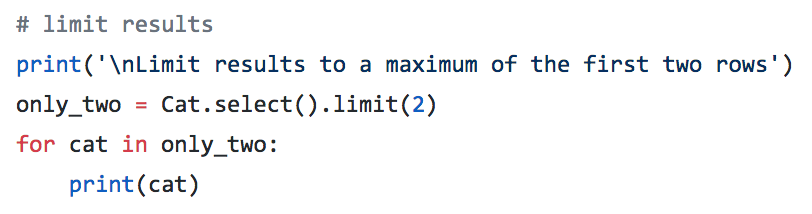 # limit results
print('\nLimit results to a maximum of the first two rows')
only_two = Cat.select().limit(2)
for cat in only_two:
    print(cat)